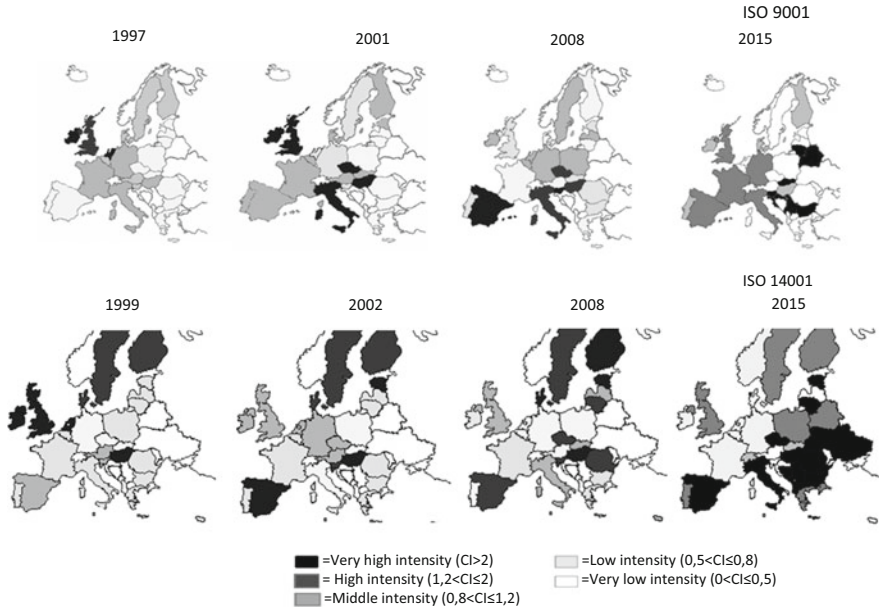 ISO 9001
1997 2001 2008 2015
ISO 14001
1999 2002 2008 2015
=Very high intensity (CI>2)
= High intensity (1,2<CI≤2)
=Middle intensity (0,8<CI≤1,2)
=Low intensity (0,5<CI≤0,8)
=Very low intensity (0<CI≤0,5)